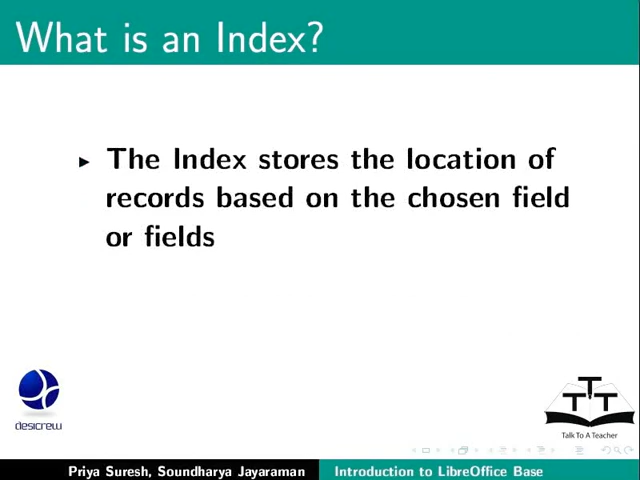 What is an Index?
The Index stores the location of
records based on the chosen field
or fields
desicrew
TTT
Talk To A Teacher
Priya Suresh, Soundharya Jayaraman Introduction to LibreOffice Base